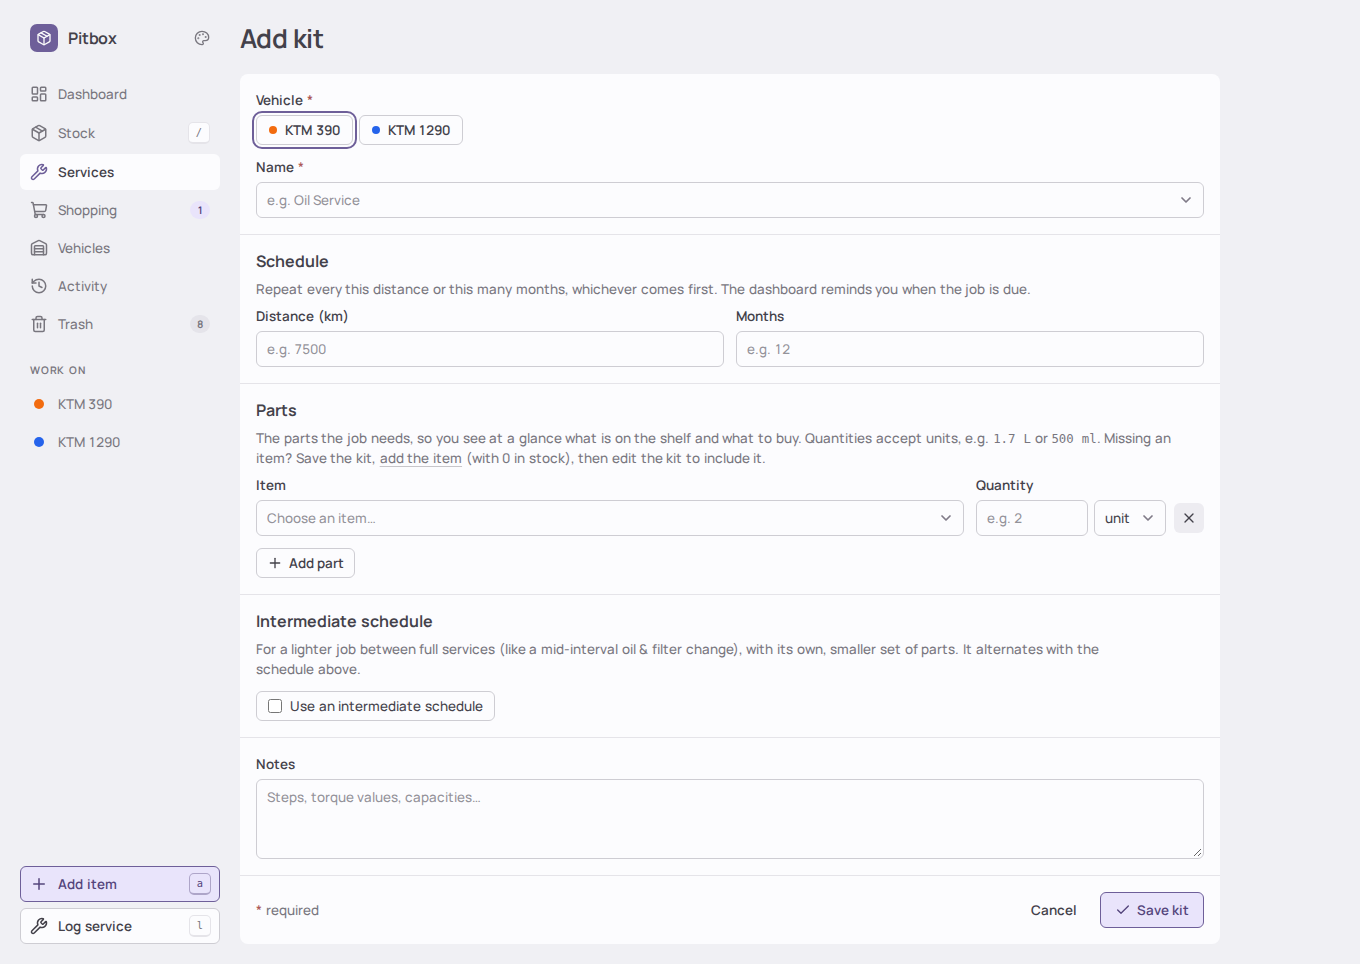 Pitbox
Dashboard
Stock /
Services
Shopping 1
Vehicles
Activity
Trash 8
WORK ON
KTM 390
KTM 1290
Add item a
Log service l
Add kit
Vehicle *
KTM 390 KTM 1290
Name *
e.g. Oil Service
Schedule
Repeat every this distance or this many months, whichever comes first. The dashboard reminds you when the job is due.
Distance (km) Months
e.g. 7500 e.g. 12
Parts
The parts the job needs, so you see at a glance what is on the shelf and what to buy. Quantities accept units, e.g. 1.7 L or 500 ml. Missing an
item? Save the kit, add the item (with 0 in stock), then edit the kit to include it.
Item Quantity
Choose an item... e.g. 2 unit
Add part
Intermediate schedule
For a lighter job between full services (like a mid-interval oil & filter change), with its own, smaller set of parts. It alternates with the
schedule above.
Use an intermediate schedule
Notes
Steps, torque values, capacities...
* required Cancel Save kit